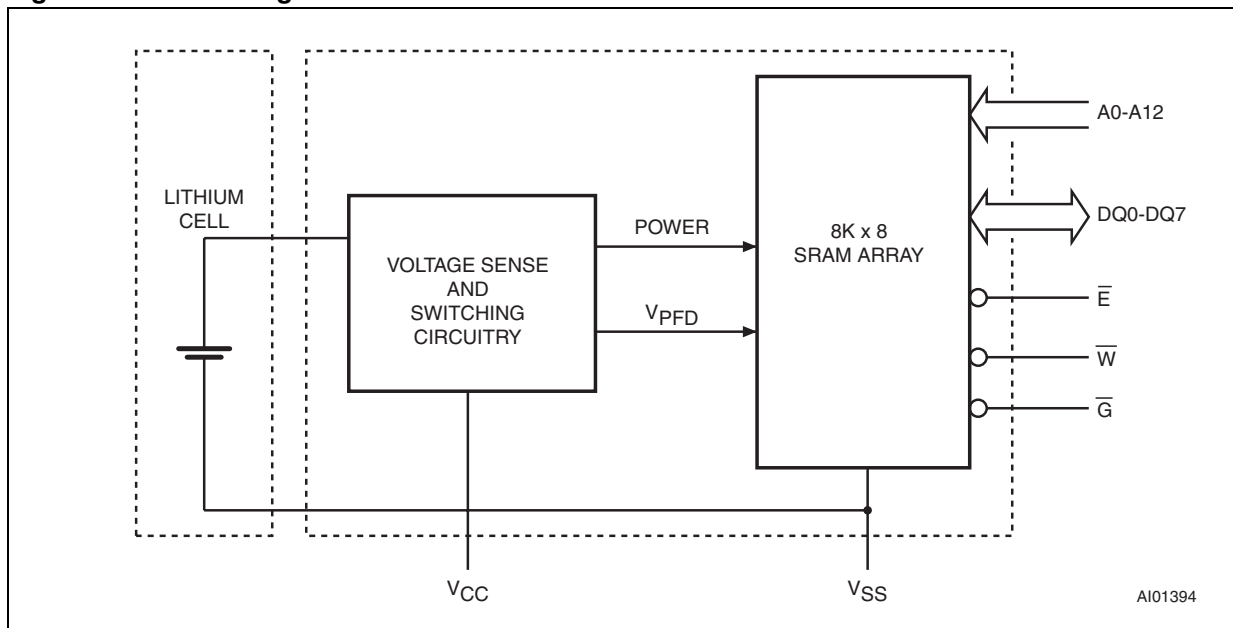 LITHIUM
CELL
VOLTAGE SENSE
AND
SWITCHING
CIRCUITRY
POWER
VPFD
8K x 8
SRAM ARRAY
A0-A12
DQ0-DQ7
E̅
W̅
G̅
VCC
VSS
AI01394